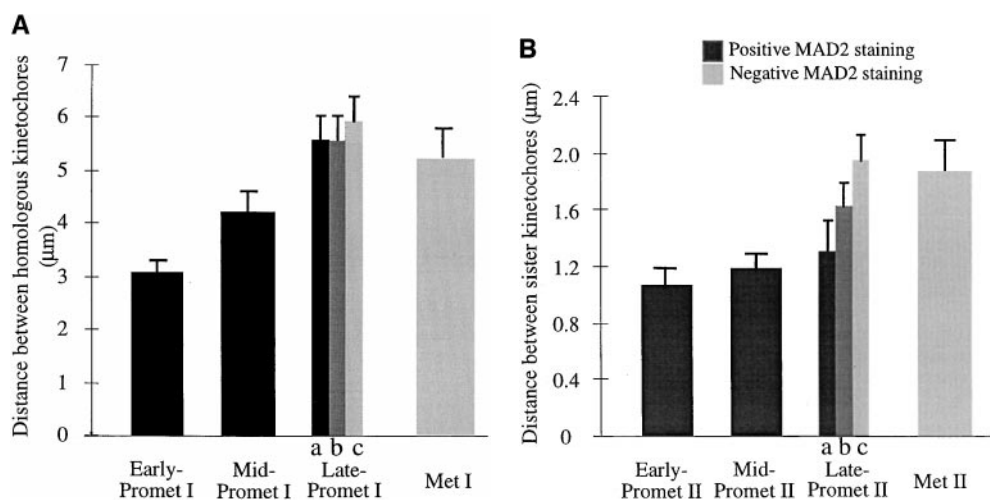 A
Distance between homologous kinetochores
(μm)
7
6
5
4
3
2
1
0
a b c
Early-
Promet I
Mid-
Promet I
Late-
Promet I
Met I
B
Positive MAD2 staining
Negative MAD2 staining
Distance between sister kinetochores (μm)
2.4
2.0
1.6
1.2
0.8
0.4
0
a b c
Early-
Promet II
Mid-
Promet II
Late-
Promet II
Met II